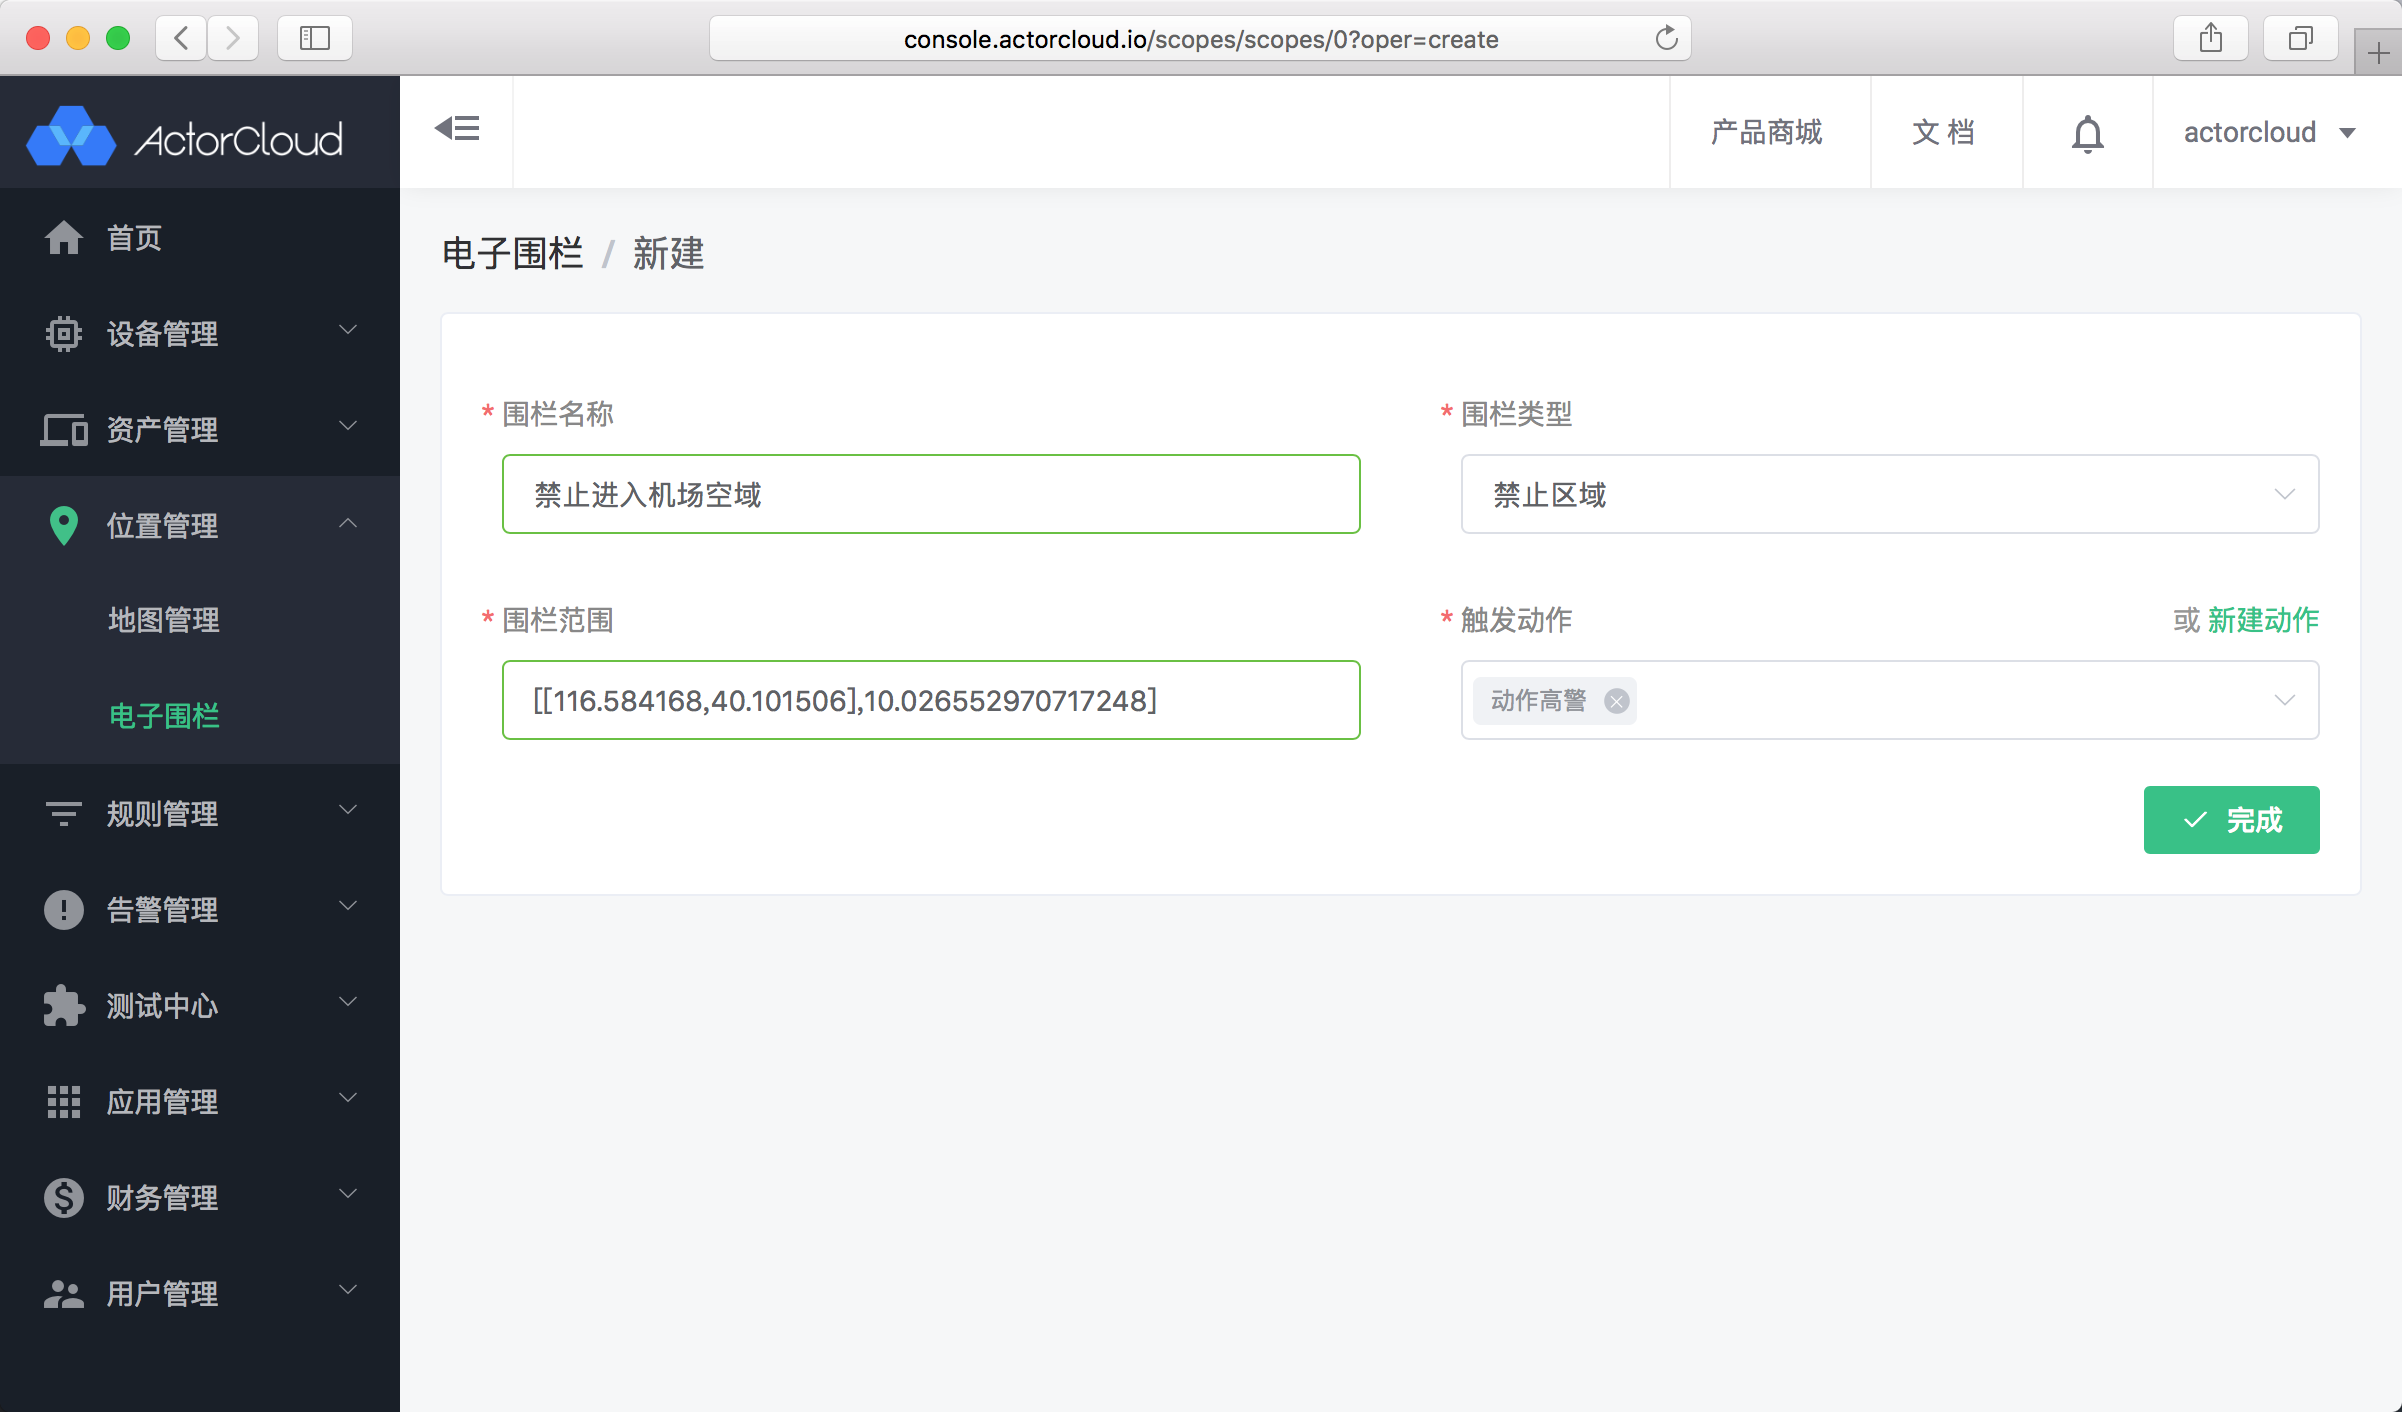 console.actorcloud.io/scopes/scopes/0?oper=create
ActorCloud
产品商城
文 档
actorcloud
首页
设备管理
资产管理
位置管理
地图管理
电子围栏
规则管理
告警管理
测试中心
应用管理
财务管理
用户管理
电子围栏 / 新建
* 围栏名称
禁止进入机场空域
* 围栏类型
禁止区域
* 围栏范围
[[116.584168,40.101506],10.026552970717248]
* 触发动作
或 新建动作
动作高警
完成